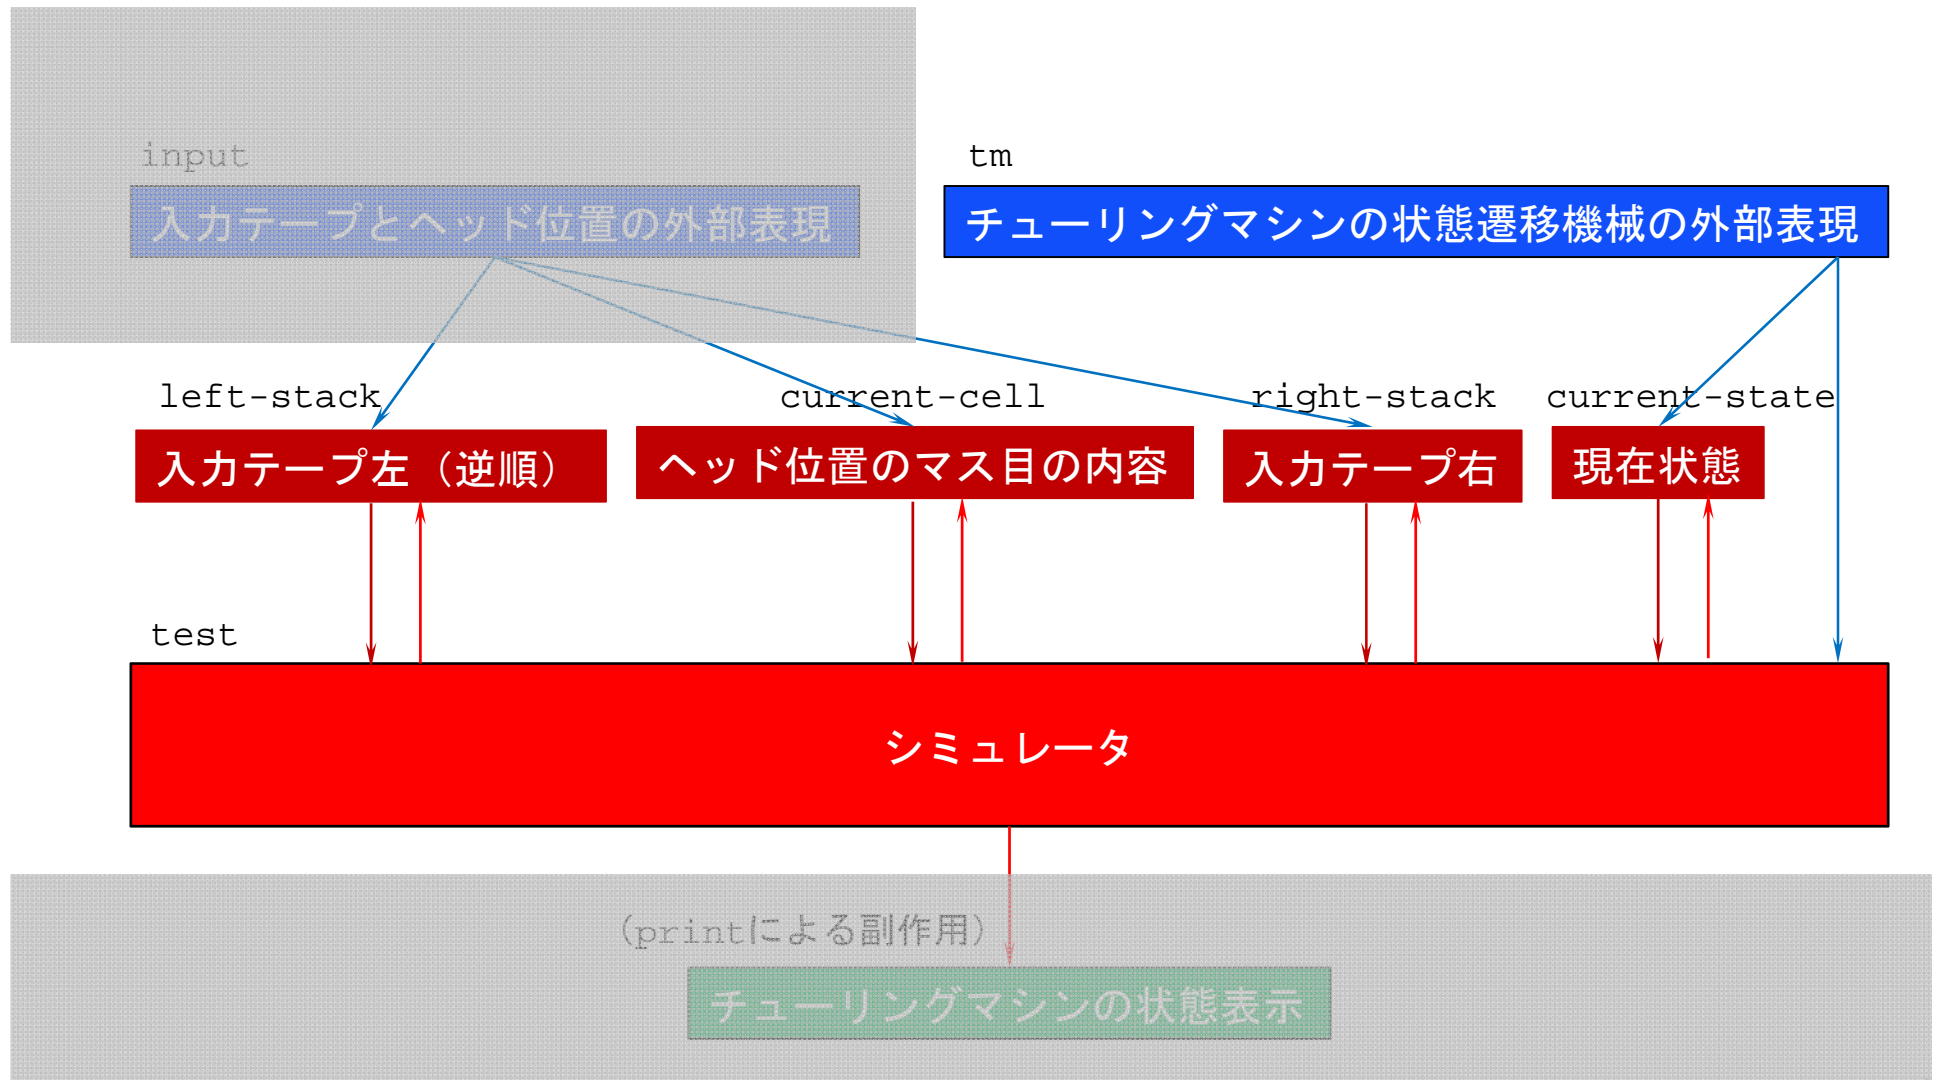 input
tm
入力テープとヘッド位置の外部表現
チューリングマシンの状態遷移機械の外部表現
left-stack
current-cell
right-stack
current-state
入力テープ左（逆順）
ヘッド位置のマス目の内容
入力テープ右
現在状態
test
シミュレータ
（printによる副作用）
チューリングマシンの状態表示